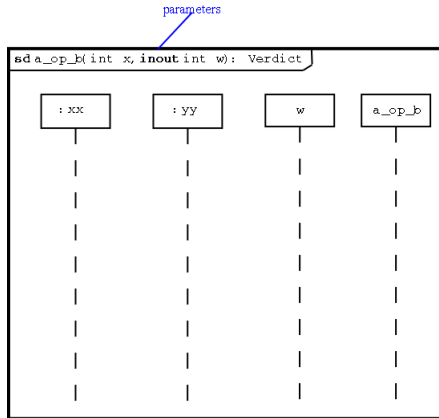 parameters
sd a_op_b( int x, inout int w): Verdict
: xx
: yy
w
a_op_b